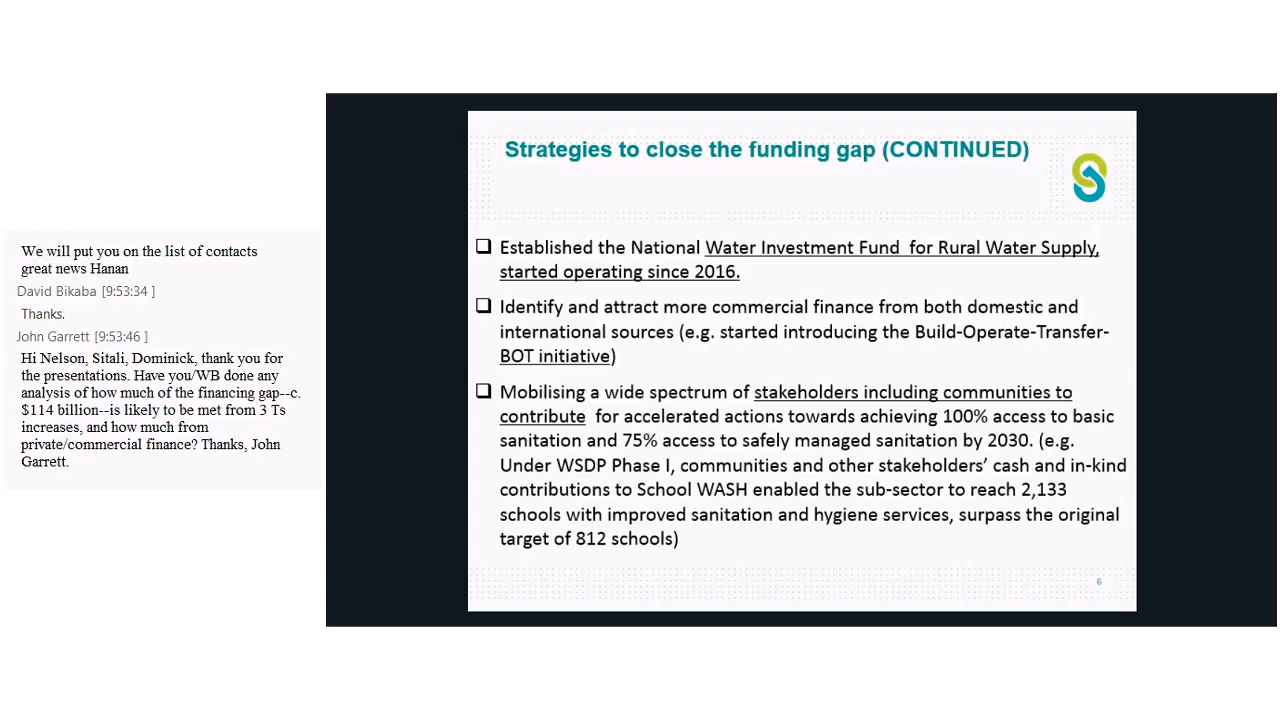 We will put you on the list of contacts
great news Hanan
David Bikaba [9:53:34 ]
Thanks.
John Garrett [9:53:46 ]
Hi Nelson, Sitali, Dominick, thank you for
the presentations. Have you/WB done any
analysis of how much of the financing gap--c.
$114 billion--is likely to be met from 3 Ts
increases, and how much from
private/commercial finance? Thanks, John
Garrett.
Strategies to close the funding gap (CONTINUED)
❑ Established the National Water Investment Fund for Rural Water Supply,
started operating since 2016.
❑ Identify and attract more commercial finance from both domestic and
international sources (e.g. started introducing the Build-Operate-Transfer-
BOT initiative)
❑ Mobilising a wide spectrum of stakeholders including communities to
contribute for accelerated actions towards achieving 100% access to basic
sanitation and 75% access to safely managed sanitation by 2030. (e.g.
Under WSDP Phase I, communities and other stakeholders’ cash and in-kind
contributions to School WASH enabled the sub-sector to reach 2,133
schools with improved sanitation and hygiene services, surpass the original
target of 812 schools)
6